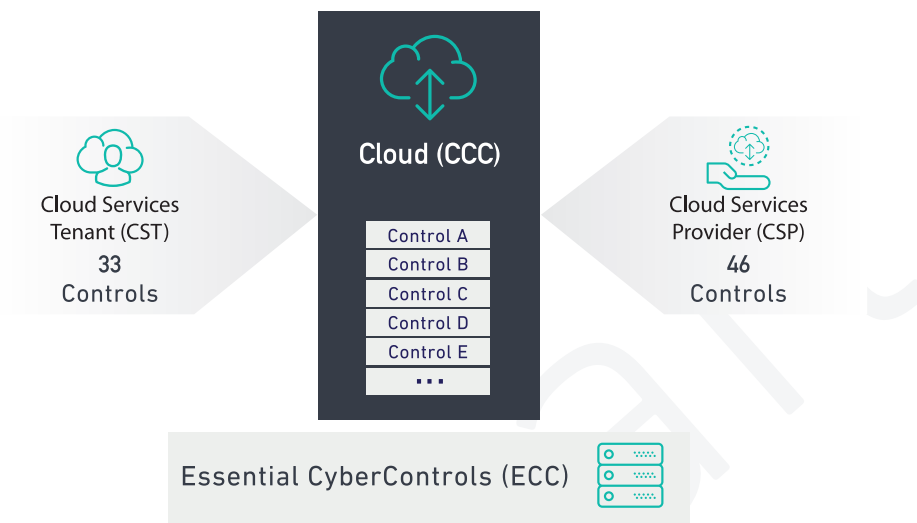 Cloud (CCC)
Cloud Services
Tenant (CST)
33
Controls
Control A
Control B
Control C
Control D
Control E
...
Cloud Services
Provider (CSP)
46
Controls
Essential CyberControls (ECC)